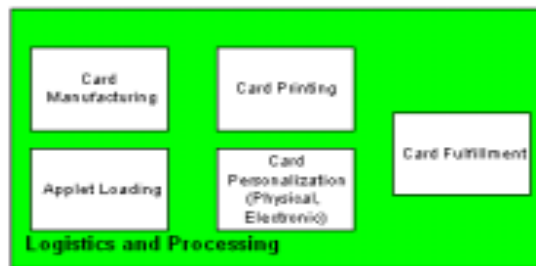 Card
Manufacturing
Card Printing
Card Fulfillment
Applet Loading
Card
Personalization
(Physical,
Electronic)
Logistics and Processing